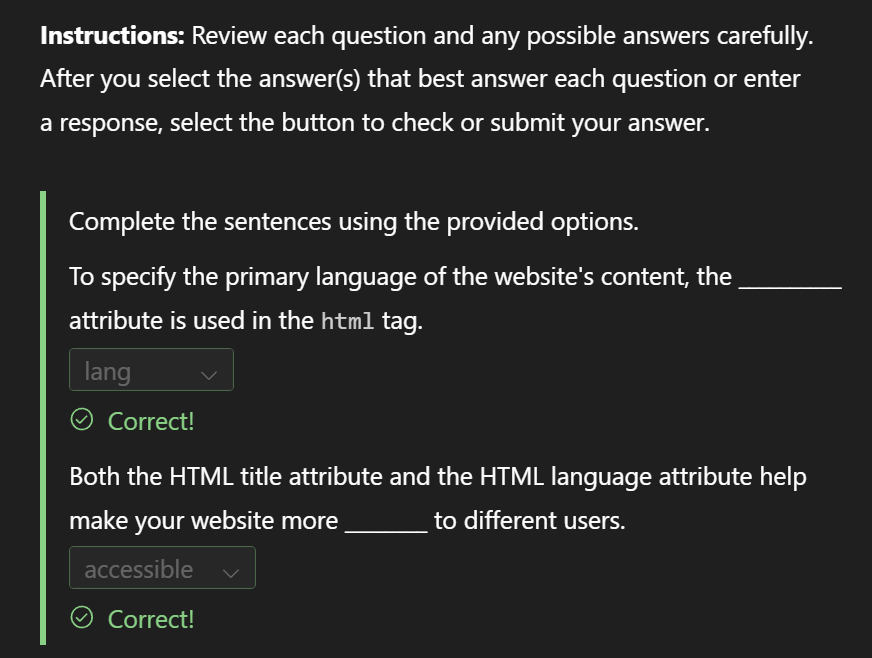 Instructions: Review each question and any possible answers carefully.
After you select the answer(s) that best answer each question or enter
a response, select the button to check or submit your answer.
Complete the sentences using the provided options.
To specify the primary language of the website's content, the _________
attribute is used in the html tag.
lang
Correct!
Both the HTML title attribute and the HTML language attribute help
make your website more _______ to different users.
accessible
Correct!